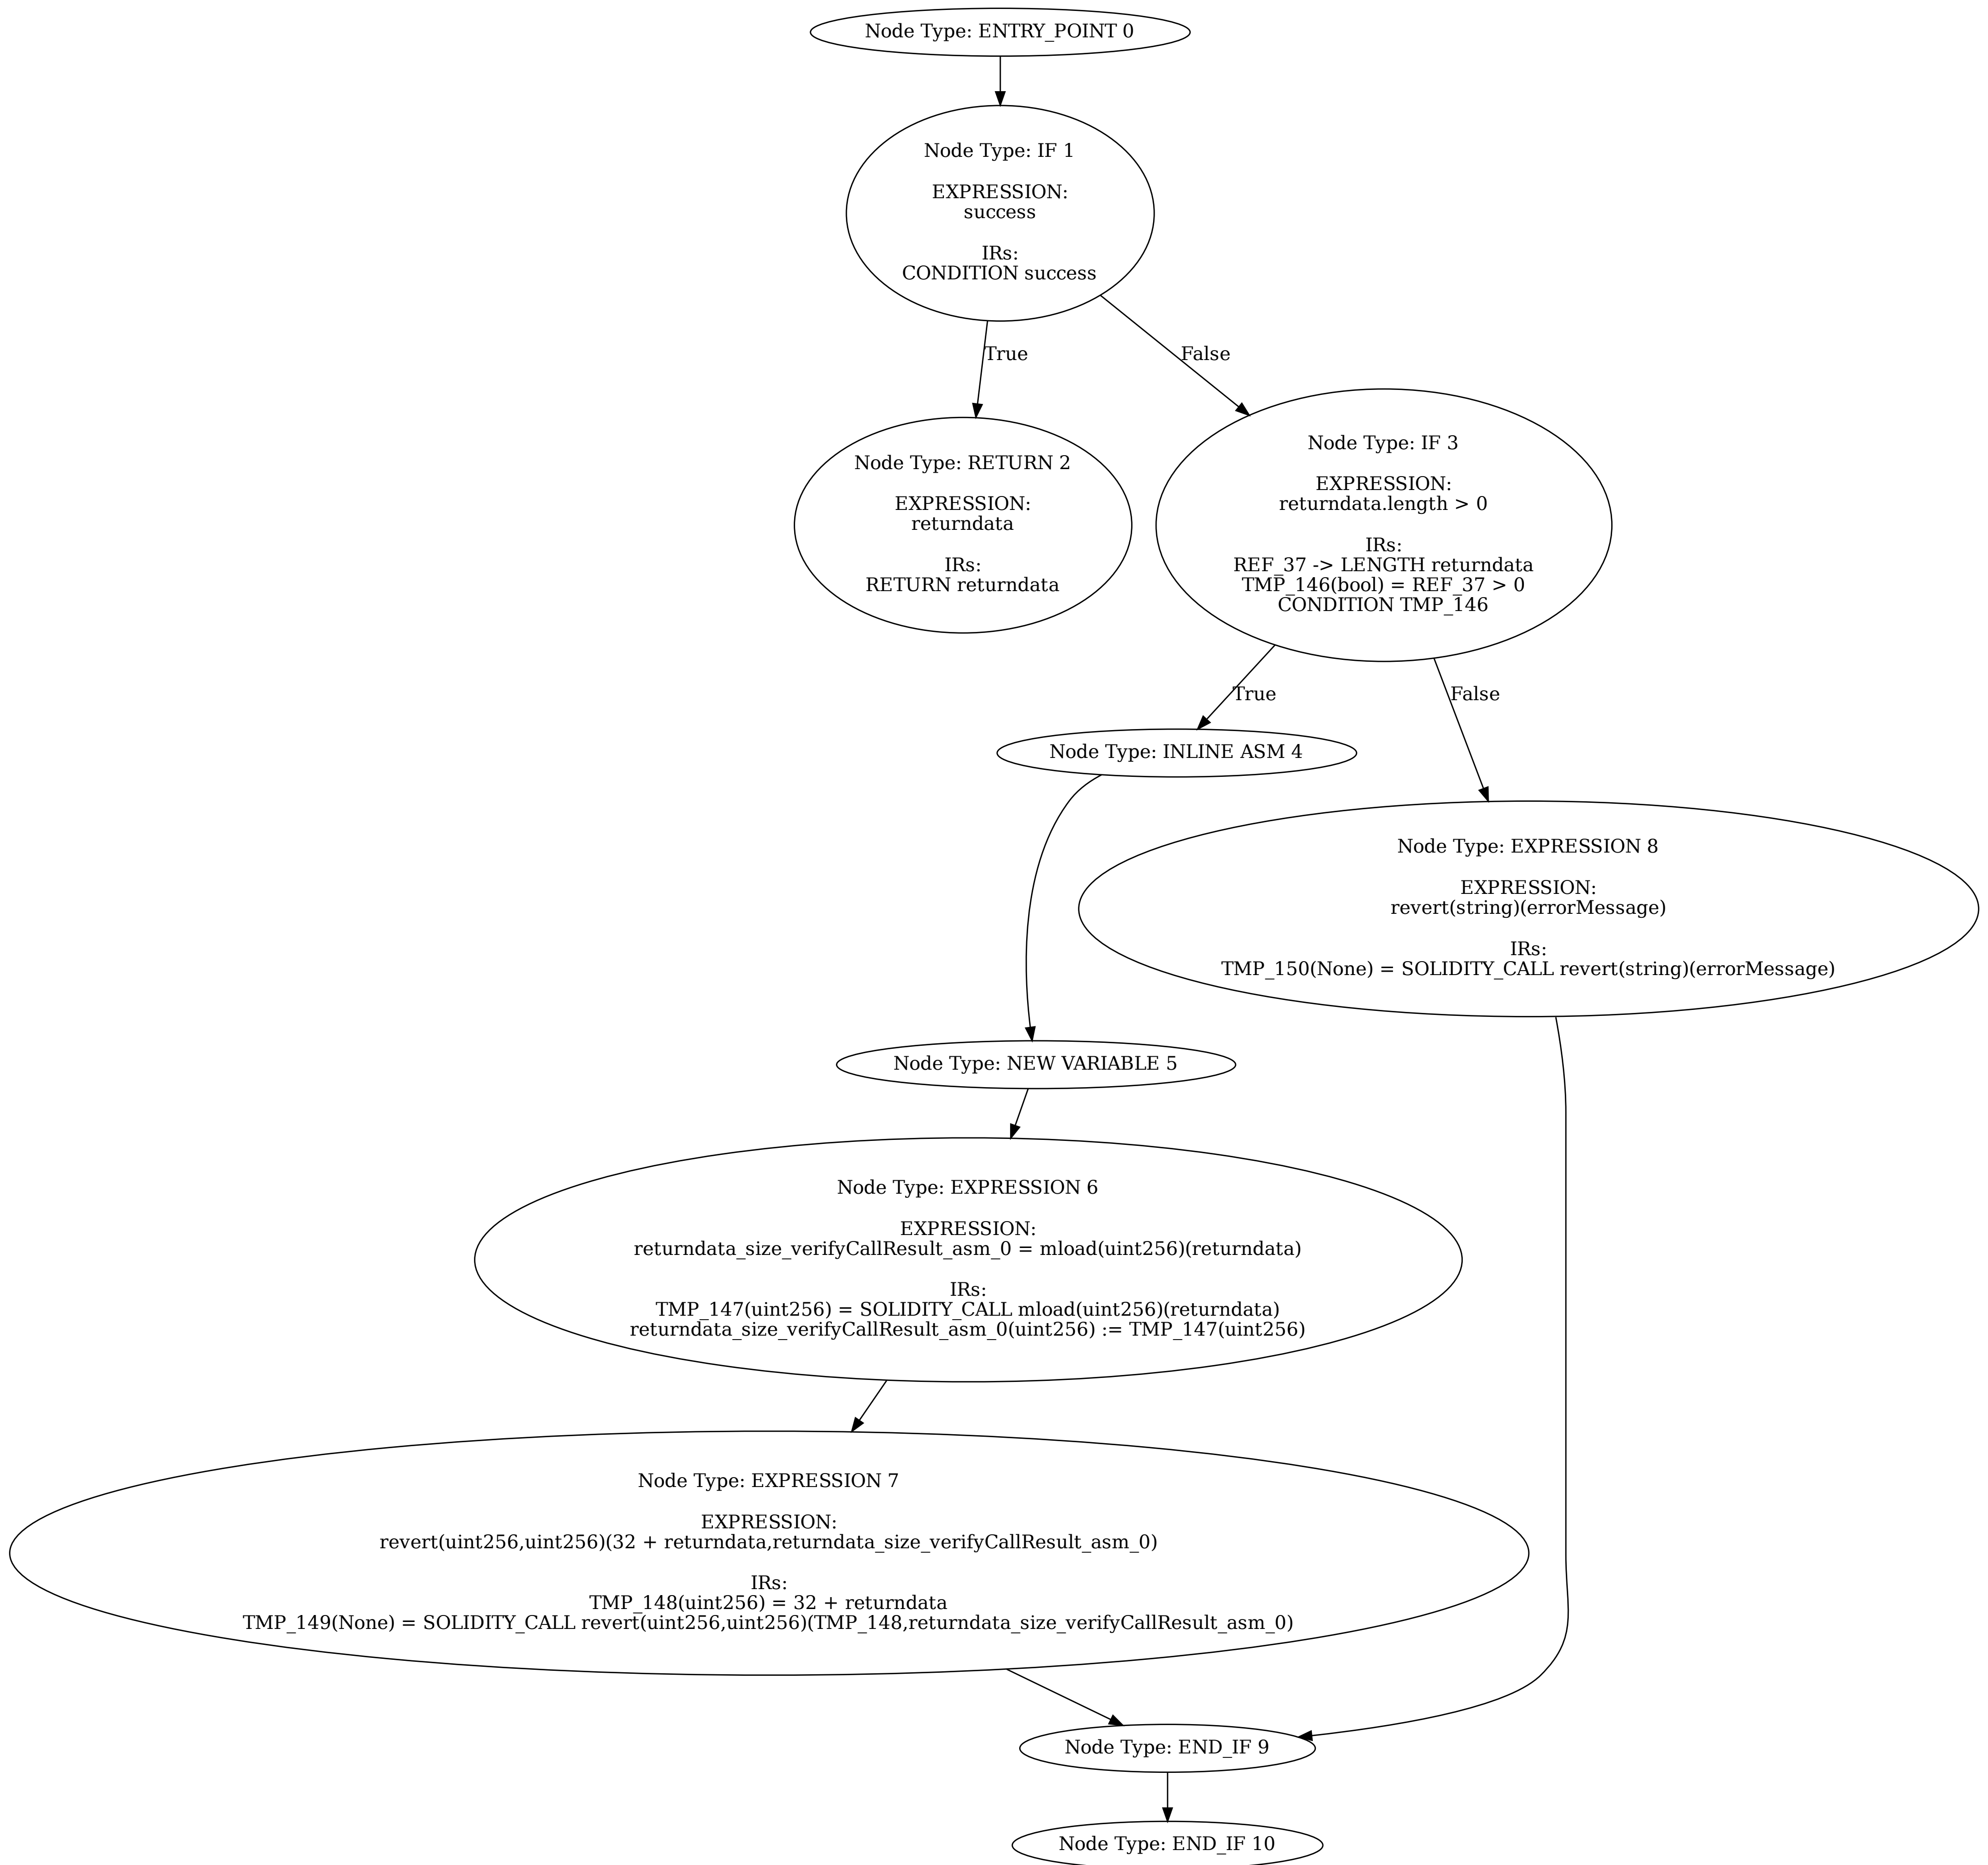 Node Type: ENTRY_POINT 0
Node Type: IF 1
EXPRESSION:
success
IRs:
CONDITION success
True
False
Node Type: RETURN 2
EXPRESSION:
returndata
IRs:
RETURN returndata
Node Type: IF 3
EXPRESSION:
returndata.length > 0
IRs:
REF_37 -> LENGTH returndata
TMP_146(bool) = REF_37 > 0
CONDITION TMP_146
True
False
Node Type: INLINE ASM 4
Node Type: EXPRESSION 8
EXPRESSION:
revert(string)(errorMessage)
IRs:
TMP_150(None) = SOLIDITY_CALL revert(string)(errorMessage)
Node Type: NEW VARIABLE 5
Node Type: EXPRESSION 6
EXPRESSION:
returndata_size_verifyCallResult_asm_0 = mload(uint256)(returndata)
IRs:
TMP_147(uint256) = SOLIDITY_CALL mload(uint256)(returndata)
returndata_size_verifyCallResult_asm_0(uint256) := TMP_147(uint256)
Node Type: EXPRESSION 7
EXPRESSION:
revert(uint256,uint256)(32 + returndata,returndata_size_verifyCallResult_asm_0)
IRs:
TMP_148(uint256) = 32 + returndata
TMP_149(None) = SOLIDITY_CALL revert(uint256,uint256)(TMP_148,returndata_size_verifyCallResult_asm_0)
Node Type: END_IF 9
Node Type: END_IF 10